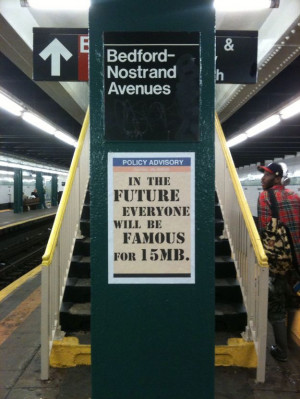 &
Bedford-
Nostrand
Avenues
POLICY ADVISORY
IN THE
FUTURE
EVERYONE
WILL BE
FAMOUS
FOR 15MB.